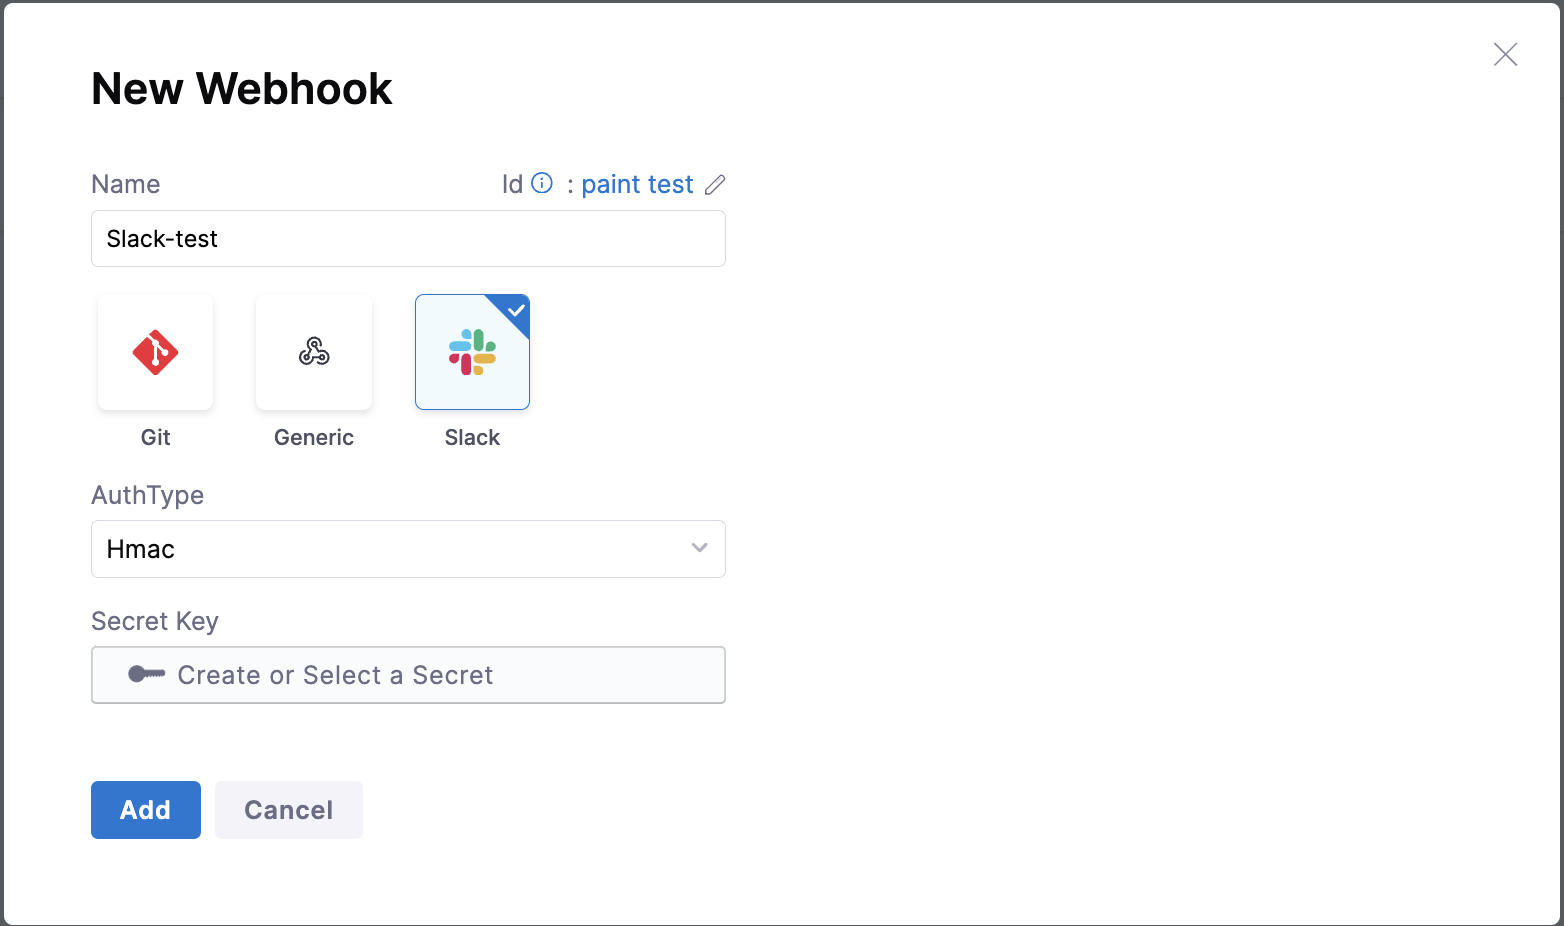 New Webhook
Name
Id : paint test
Slack-test
Git Generic Slack
AuthType
Hmac
Secret Key
Create or Select a Secret
Add Cancel